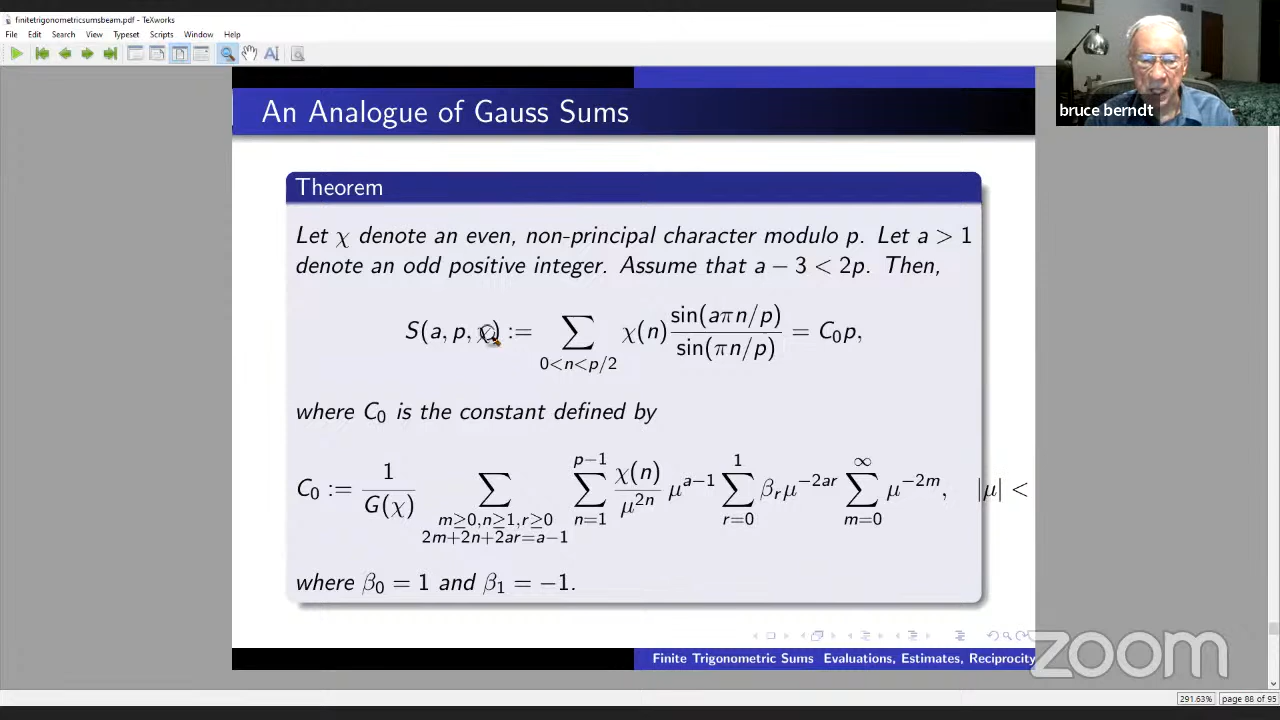 finitetrigonometricsumsbeam.pdf - TeXworks
File Edit Search View Typeset Scripts Window Help
bruce berndt
An Analogue of Gauss Sums
Theorem
Let χ denote an even, non-principal character modulo p. Let a > 1
denote an odd positive integer. Assume that a − 3 < 2p. Then,
S(a, p, χ) := ∑_{0<n<p/2} χ(n) sin(aπn/p) / sin(πn/p) = C₀p,
where C₀ is the constant defined by
C₀ := 1/G(χ) ∑_{m≥0,n≥1,r≥0, 2m+2n+2ar=a−1} ∑_{n=1}^{p−1} χ(n)/μ^{2n} μ^{a−1} ∑_{r=0}^{1} β_r μ^{−2ar} ∑_{m=0}^{∞} μ^{−2m}, |μ| <
where β₀ = 1 and β₁ = −1.
Finite Trigonometric Sums Evaluations, Estimates, Reciprocity
zoom
291.63% page 88 of 95